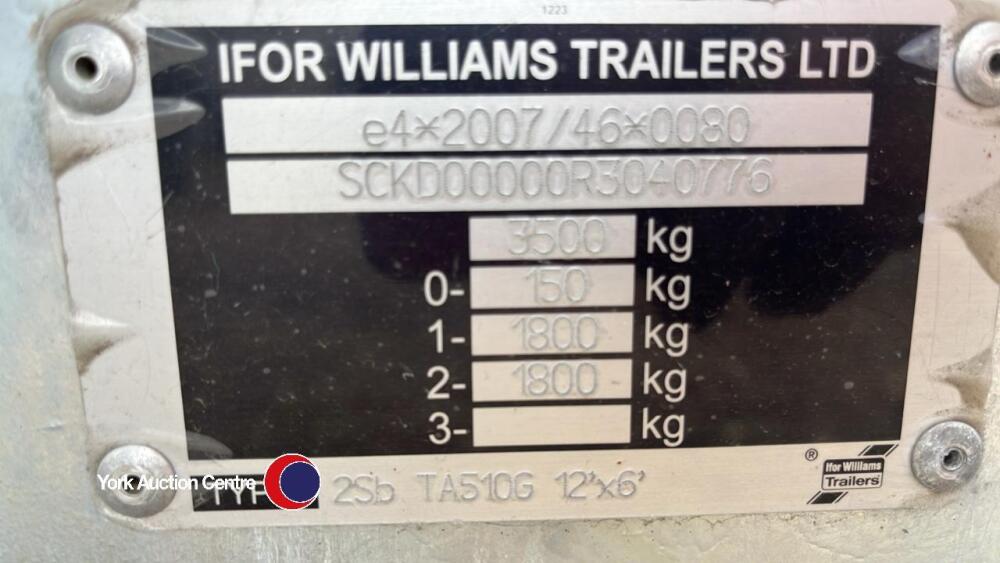 1223
IFOR WILLIAMS TRAILERS LTD
e4*2007/46*0080
SCKD00000R3040776
3500 kg
0- 150 kg
1- 1800 kg
2- 1800 kg
3- kg
® Ifor Williams
Trailers
York Auction Centre
2Sb TA510G 12'x6'